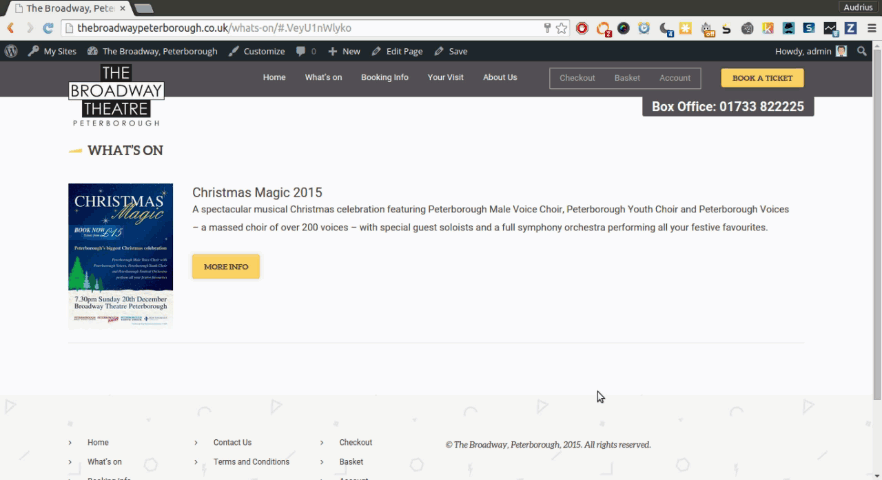 Audrius
The Broadway, Pete
thebroadwaypeterborough.co.uk/whats-on/#.VeyU1nWlyko
My Sites The Broadway, Peterborough Customize 0 New Edit Page Save Howdy, admin
THE
BROADWAY
THEATRE
PETERBOROUGH
Home What's on Booking Info Your Visit About Us Checkout Basket Account BOOK A TICKET
Box Office: 01733 822225
WHAT'S ON
CHRISTMAS
Magic
BOOK NOW
£15
Peterborough's biggest Christmas celebration
7.30pm Sunday 20th December
Broadway Theatre Peterborough
Christmas Magic 2015
A spectacular musical Christmas celebration featuring Peterborough Male Voice Choir, Peterborough Youth Choir and Peterborough Voices
– a massed choir of over 200 voices – with special guest soloists and a full symphony orchestra performing all your festive favourites.
MORE INFO
Home Contact Us Checkout © The Broadway, Peterborough, 2015. All rights reserved.
What's on Terms and Conditions Basket
Booking Info Account